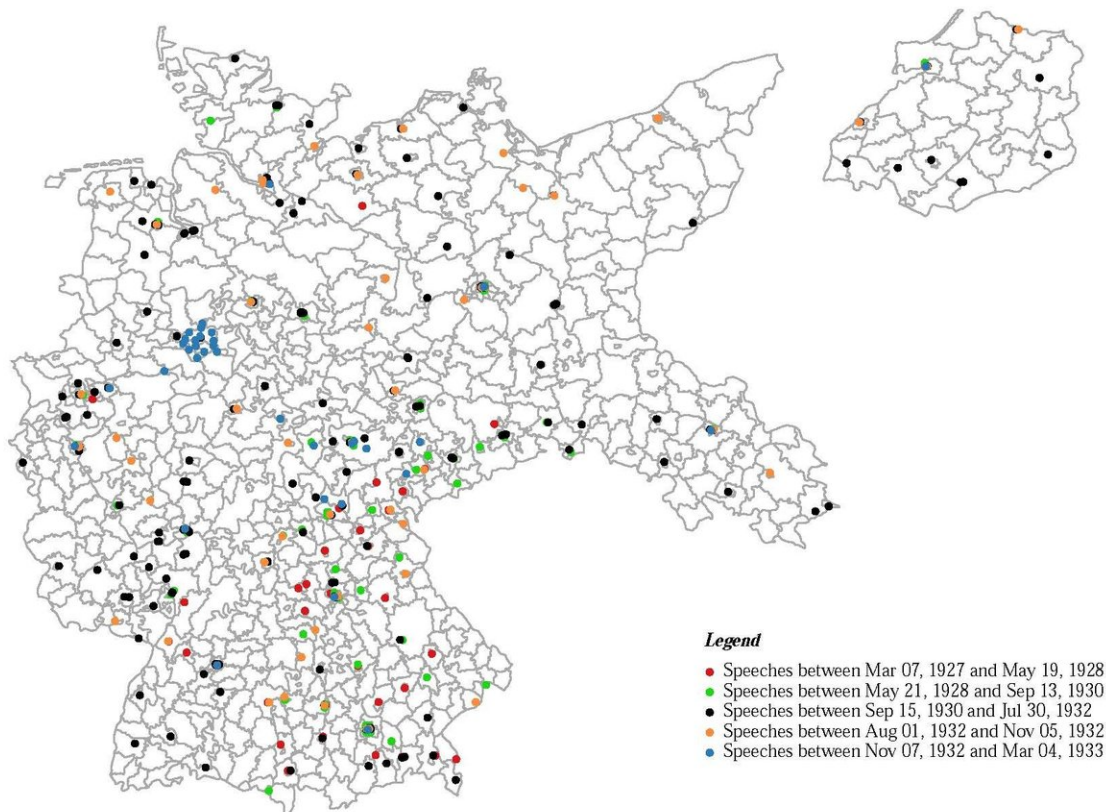 Legend
Speeches between Mar 07, 1927 and May 19, 1928
Speeches between May 21, 1928 and Sep 13, 1930
Speeches between Sep 15, 1930 and Jul 30, 1932
Speeches between Aug 01, 1932 and Nov 05, 1932
Speeches between Nov 07, 1932 and Mar 04, 1933